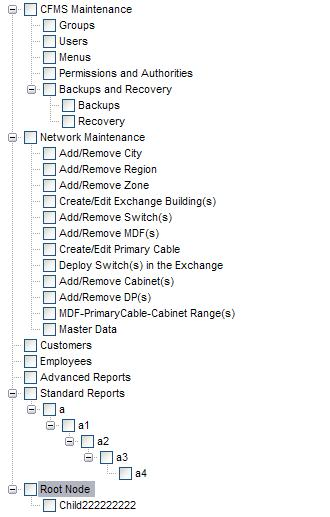 CFMS Maintenance
Groups
Users
Menus
Permissions and Authorities
Backups and Recovery
Backups
Recovery
Network Maintenance
Add/Remove City
Add/Remove Region
Add/Remove Zone
Create/Edit Exchange Building(s)
Add/Remove Switch(s)
Add/Remove MDF(s)
Create/Edit Primary Cable
Deploy Switch(s) in the Exchange
Add/Remove Cabinet(s)
Add/Remove DP(s)
MDF-PrimaryCable-Cabinet Range(s)
Master Data
Customers
Employees
Advanced Reports
Standard Reports
a
a1
a2
a3
a4
Root Node
Child222222222